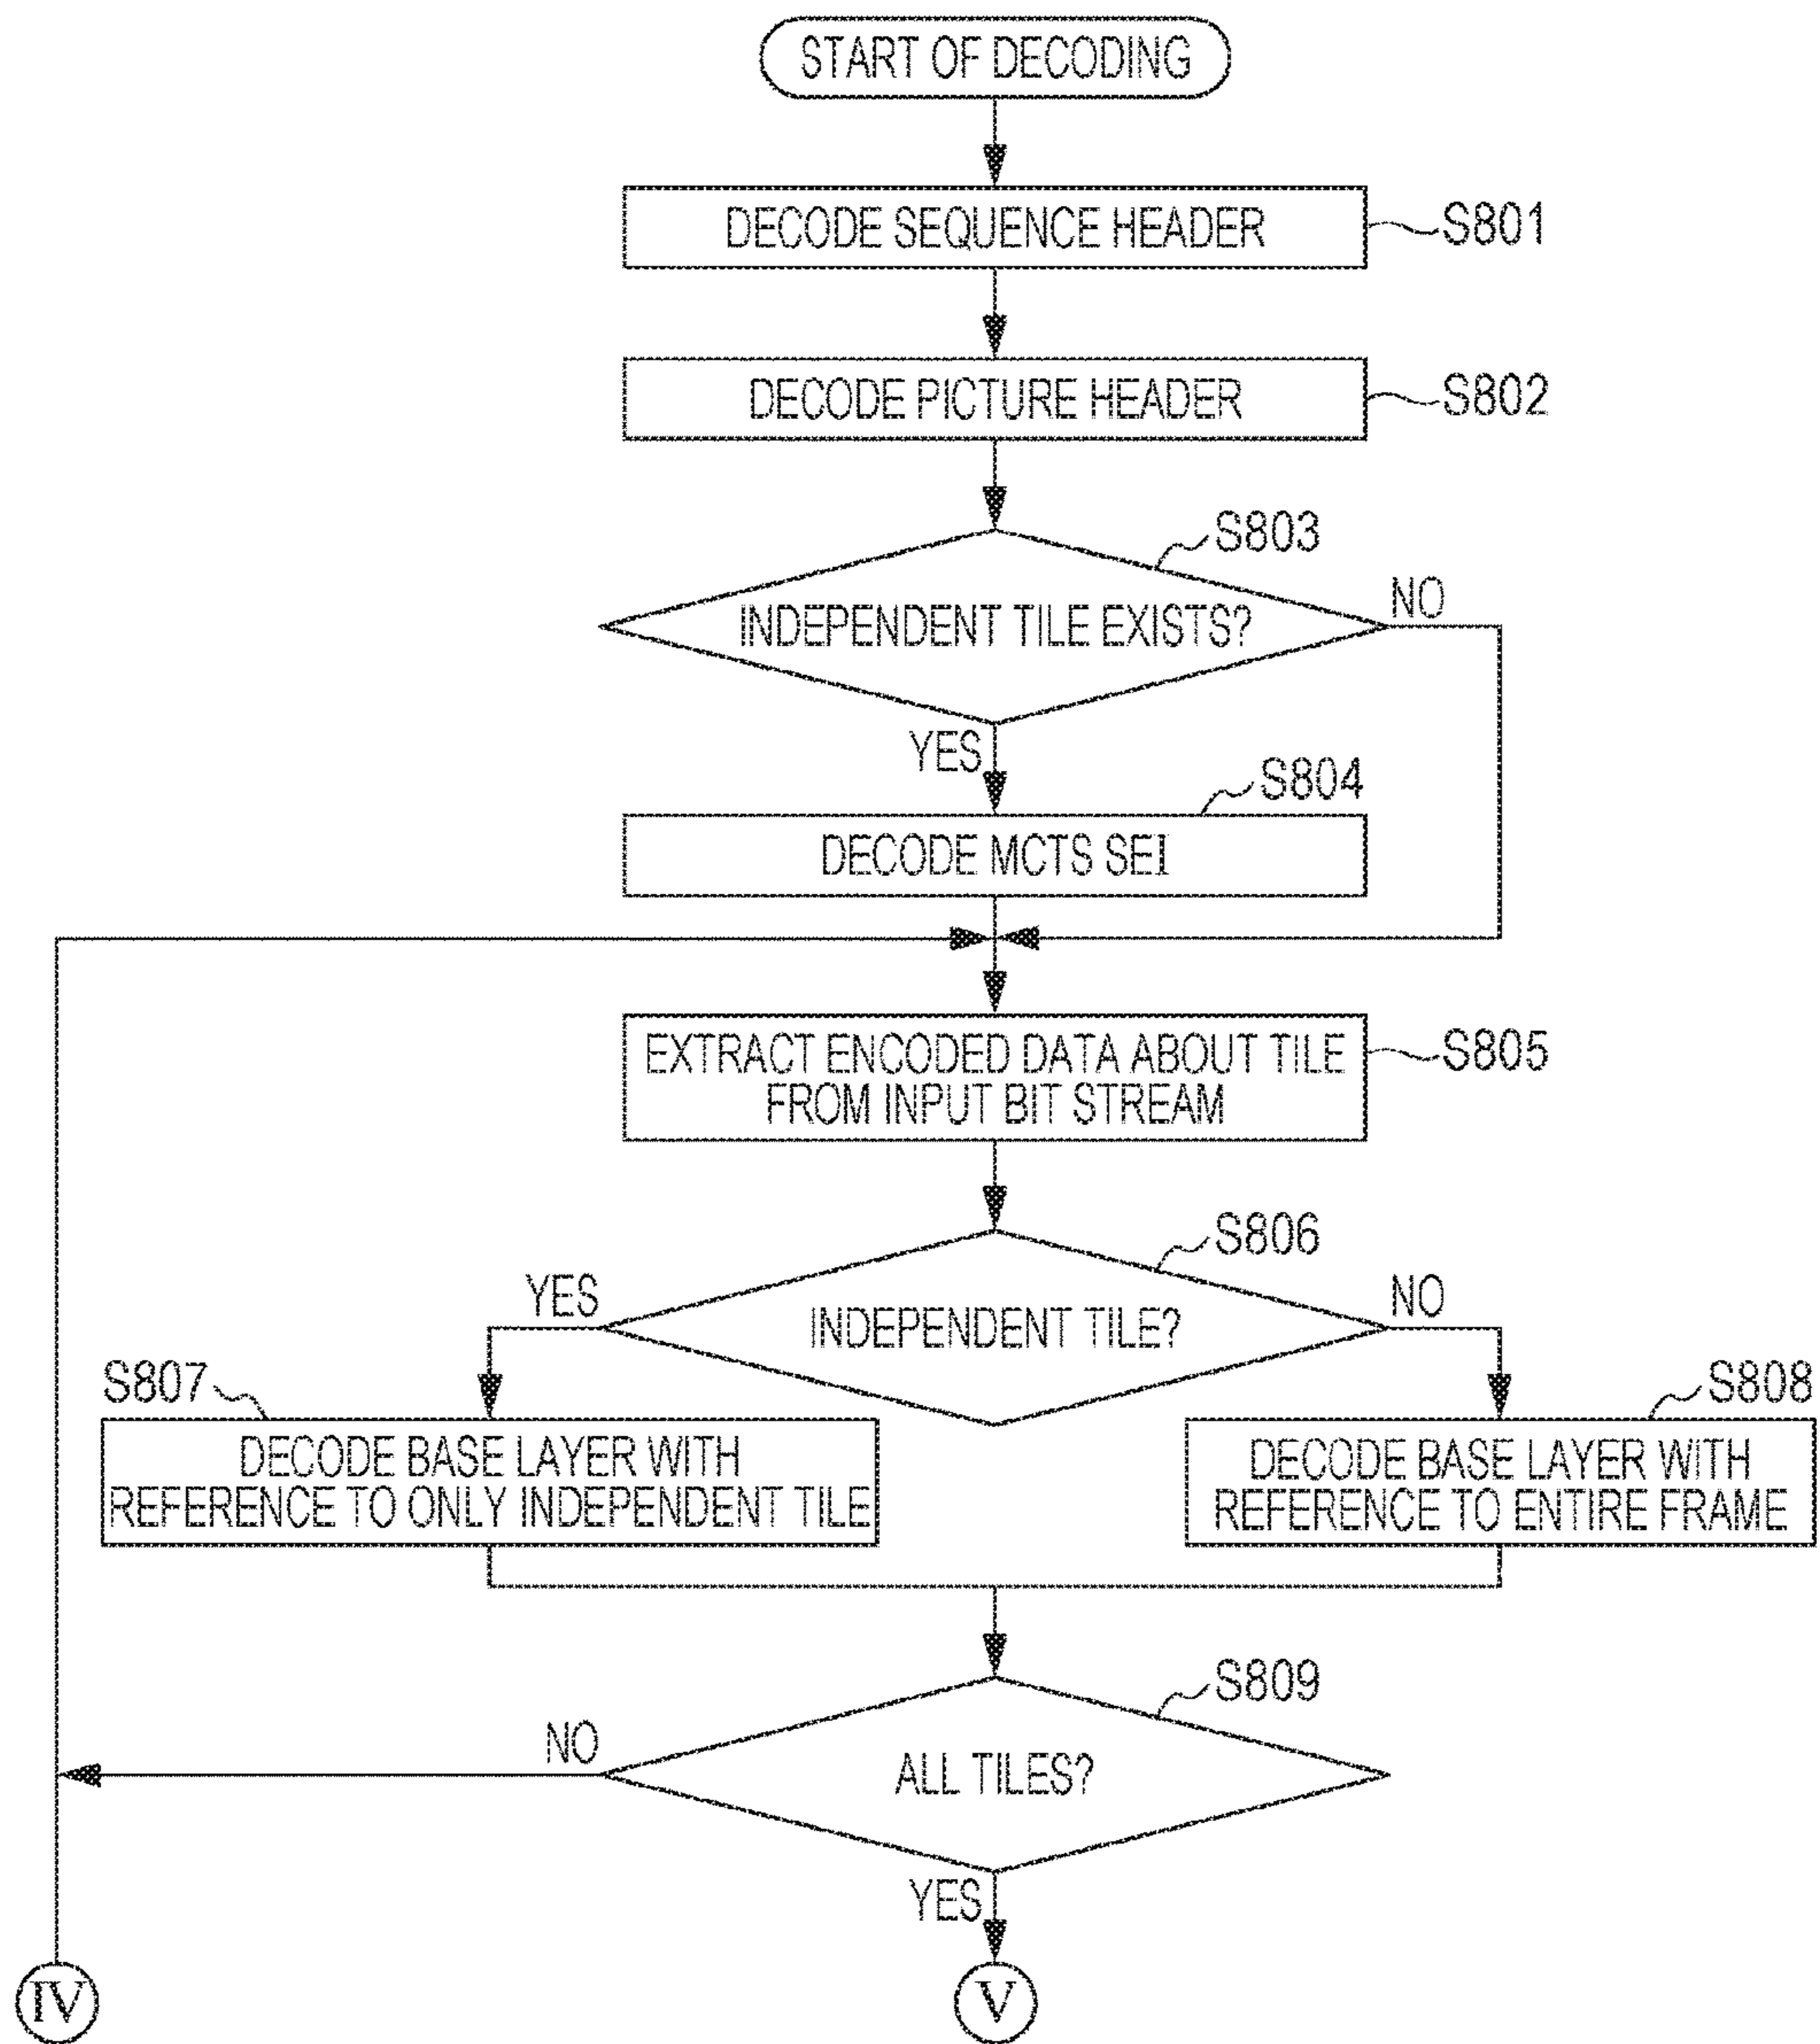 START OF DECODING
DECODE SEQUENCE HEADER
S801
DECODE PICTURE HEADER
S802
S803
INDEPENDENT TILE EXISTS?
NO
YES
S804
DECODE MCTS SEI
EXTRACT ENCODED DATA ABOUT TILE
FROM INPUT BIT STREAM
S805
S806
YES
INDEPENDENT TILE?
NO
S807
DECODE BASE LAYER WITH
REFERENCE TO ONLY INDEPENDENT TILE
S808
DECODE BASE LAYER WITH
REFERENCE TO ENTIRE FRAME
S809
NO
ALL TILES?
YES
IV
V